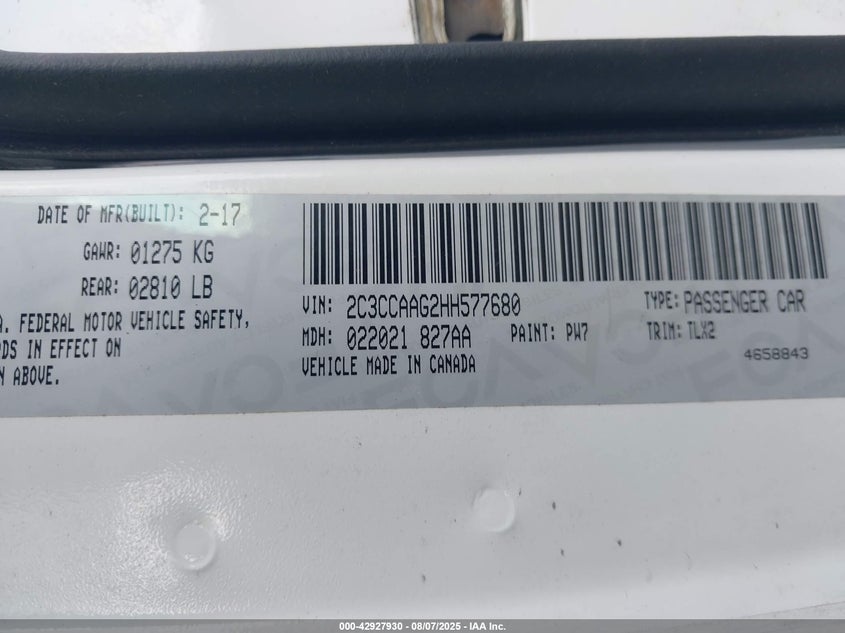 DATE OF MFR(BUILT): 2-17
GAWR: 01275 KG
REAR: 02810 LB
A. FEDERAL MOTOR VEHICLE SAFETY,
DS IN EFFECT ON
N ABOVE.
VIN: 2C3CCAAG2HH577680
TYPE: PASSENGER CAR
MDH: 022021 827AA
PAINT: PW7
TRIM: TLX2
VEHICLE MADE IN CANADA
4658843
000-42927930 - 08/07/2025 - IAA Inc.